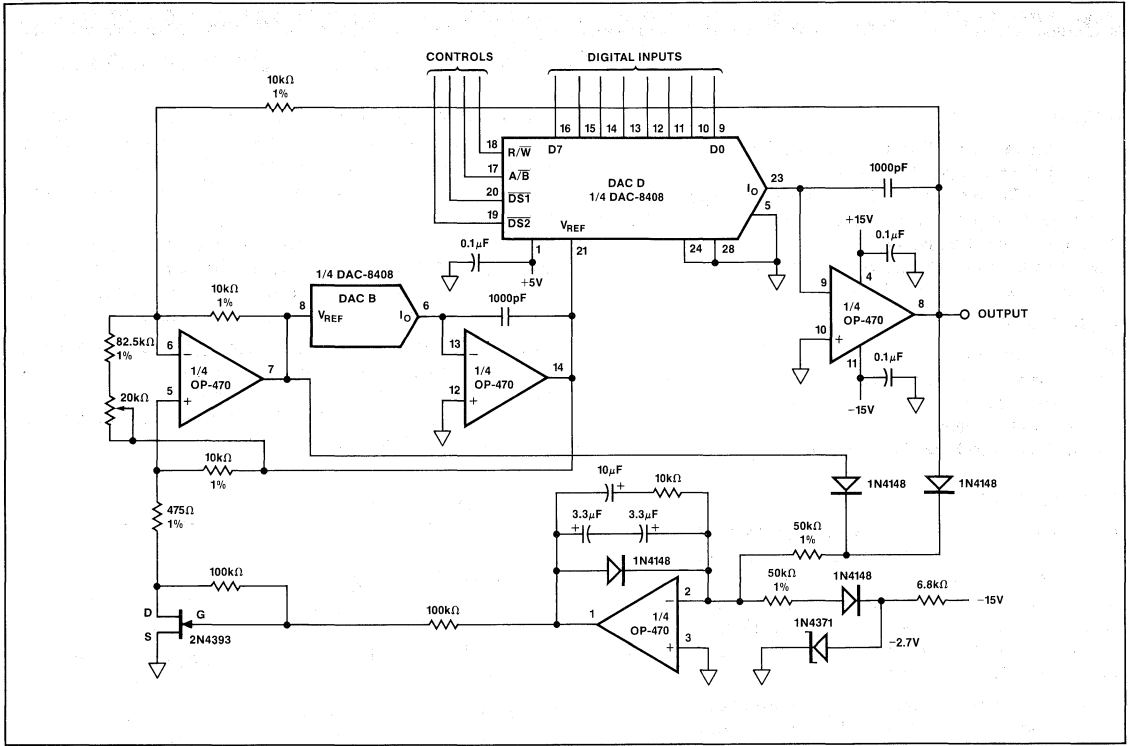 CONTROLS
DIGITAL INPUTS
10kΩ
1%
16 15 14 13 12 11 10 9
D7 D0
18 R/W̅
17 A/B̅
20 D̅S̅1̅
19 D̅S̅2̅
DAC D
1/4 DAC-8408
IO
23
5
VREF
1
21
24
28
0.1μF
+5V
1000pF
+15V
0.1μF
4
9
10
1/4
OP-470
8
OUTPUT
11
0.1μF
−15V
1/4 DAC-8408
DAC B
8
VREF
IO
6
1000pF
10kΩ
1%
82.5kΩ
1%
20kΩ
6
−
5
+
1/4
OP-470
7
13
−
12
+
1/4
OP-470
14
10kΩ
1%
475Ω
1%
100kΩ
D
G
S
2N4393
100kΩ
10μF
+
10kΩ
3.3μF
+
3.3μF
+
1N4148
1
1/4
OP-470
2
−
3
+
1N4148
1N4148
50kΩ
1%
50kΩ
1%
1N4148
6.8kΩ
−15V
1N4371
−2.7V